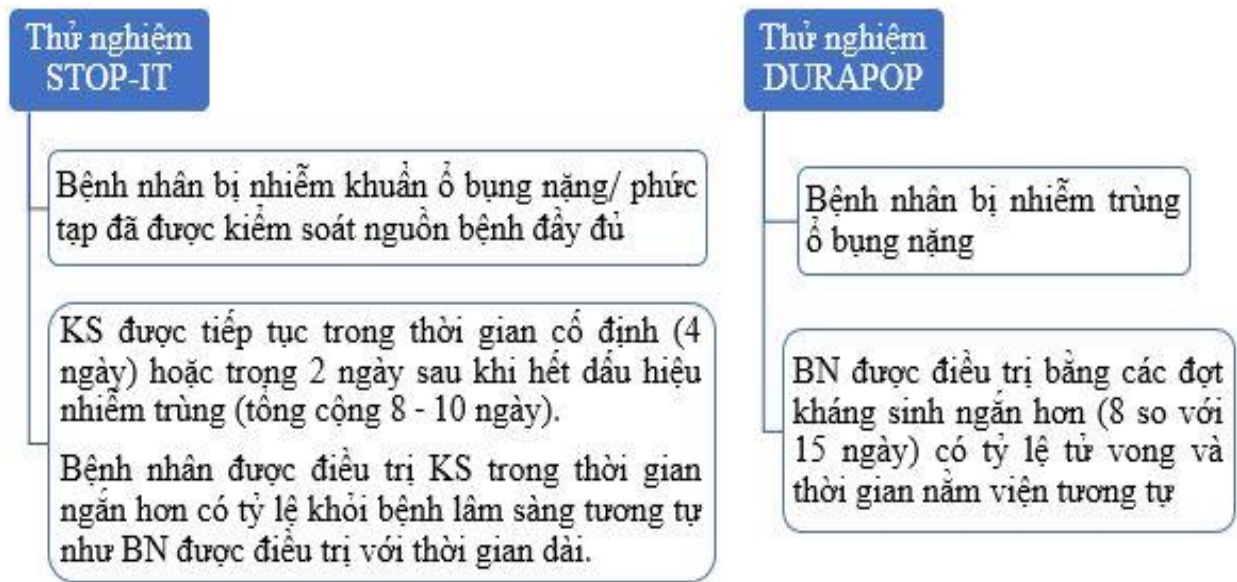 Thử nghiệm
STOP-IT
Bệnh nhân bị nhiễm khuẩn ổ bụng nặng/ phức
tạp đã được kiểm soát nguồn bệnh đầy đủ
KS được tiếp tục trong thời gian cố định (4
ngày) hoặc trong 2 ngày sau khi hết dấu hiệu
nhiễm trùng (tổng cộng 8 - 10 ngày).
Bệnh nhân được điều trị KS trong thời gian
ngắn hơn có tỷ lệ khỏi bệnh lâm sàng tương tự
như BN được điều trị với thời gian dài.
Thử nghiệm
DURAPOP
Bệnh nhân bị nhiễm trùng
ổ bụng nặng
BN được điều trị bằng các đợt
kháng sinh ngắn hơn (8 so với
15 ngày) có tỷ lệ tử vong và
thời gian nằm viện tương tự